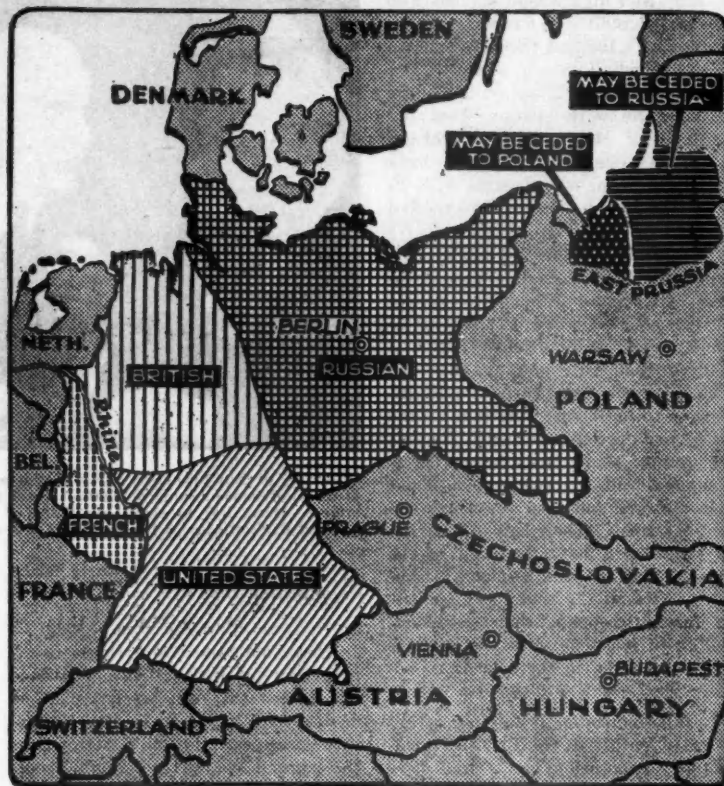 SWEDEN
DENMARK
MAY BE CEDED
TO RUSSIA
MAY BE CEDED
TO POLAND
EAST PRUSSIA
NETH.
BERLIN
RUSSIAN
BRITISH
WARSAW
POLAND
Rhine
BEL.
FRENCH
PRAGUE
CZECHOSLOVAKIA
UNITED STATES
FRANCE
VIENNA
BUDAPEST
AUSTRIA
HUNGARY
SWITZERLAND